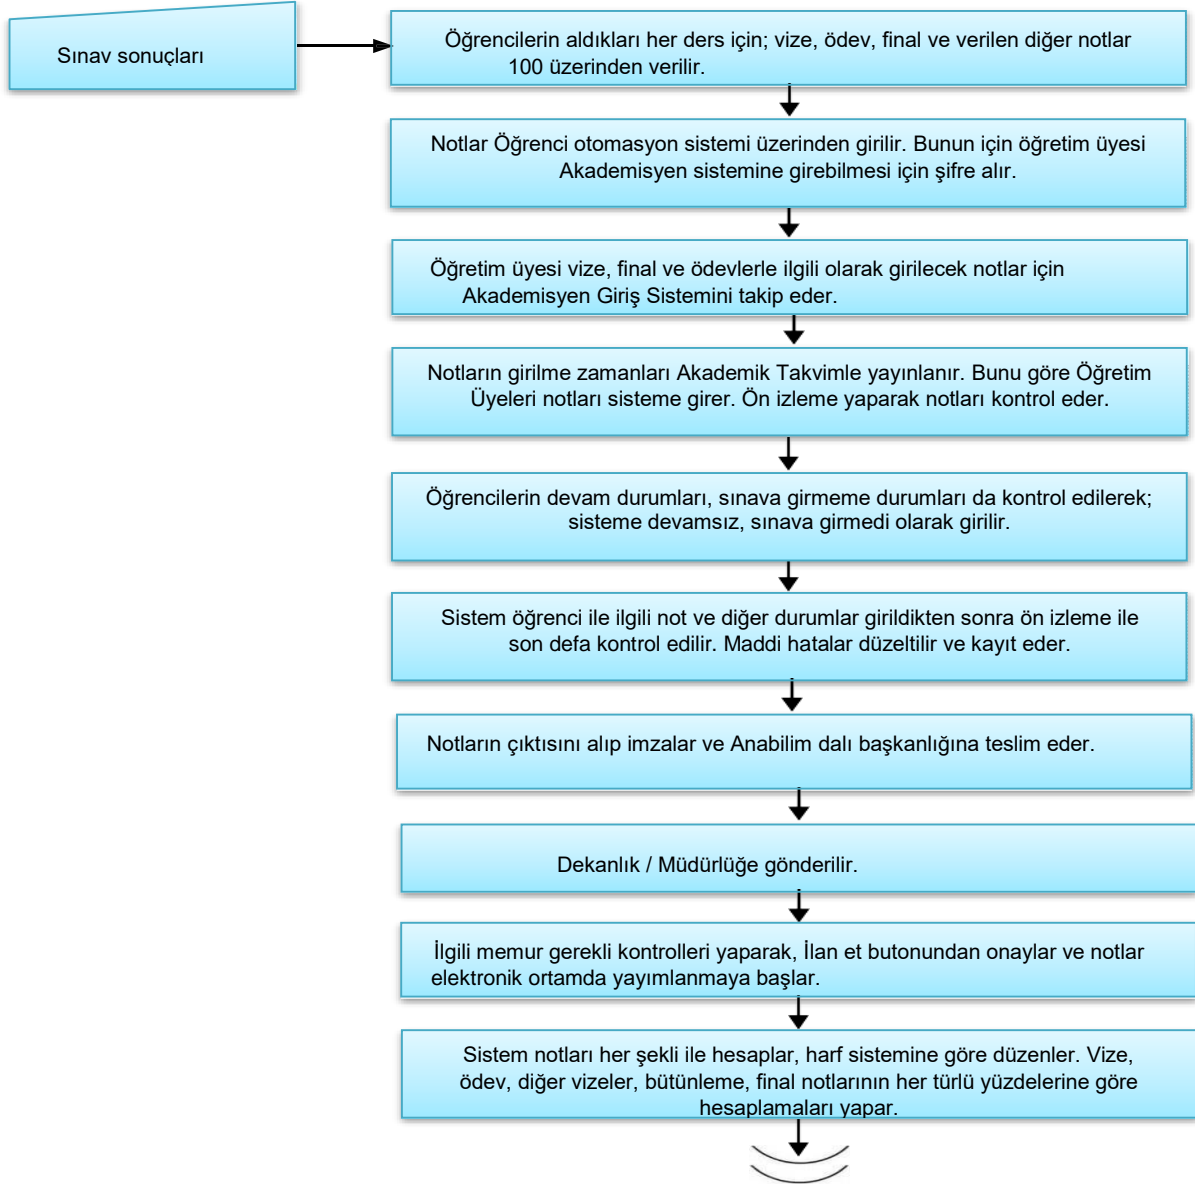 Sınav sonuçları
Öğrencilerin aldıkları her ders için; vize, ödev, final ve verilen diğer notlar
100 üzerinden verilir.
Notlar Öğrenci otomasyon sistemi üzerinden girilir. Bunun için öğretim üyesi
Akademisyen sistemine girebilmesi için şifre alır.
Öğretim üyesi vize, final ve ödevlerle ilgili olarak girilecek notlar için
Akademisyen Giriş Sistemini takip eder.
Notların girilme zamanları Akademik Takvimle yayınlanır. Bunu göre Öğretim
Üyeleri notları sisteme girer. Ön izleme yaparak notları kontrol eder.
Öğrencilerin devam durumları, sınava girmeme durumları da kontrol edilerek;
sisteme devamsız, sınava girmedi olarak girilir.
Sistem öğrenci ile ilgili not ve diğer durumlar girildikten sonra ön izleme ile
son defa kontrol edilir. Maddi hatalar düzeltilir ve kayıt eder.
Notların çıktısını alıp imzalar ve Anabilim dalı başkanlığına teslim eder.
Dekanlık / Müdürlüğe gönderilir.
İlgili memur gerekli kontrolleri yaparak, İlan et butonundan onaylar ve notlar
elektronik ortamda yayımlanmaya başlar.
Sistem notları her şekli ile hesaplar, harf sistemine göre düzenler. Vize,
ödev, diğer vizeler, bütünleme, final notlarının her türlü yüzdelerine göre
hesaplamaları yapar.